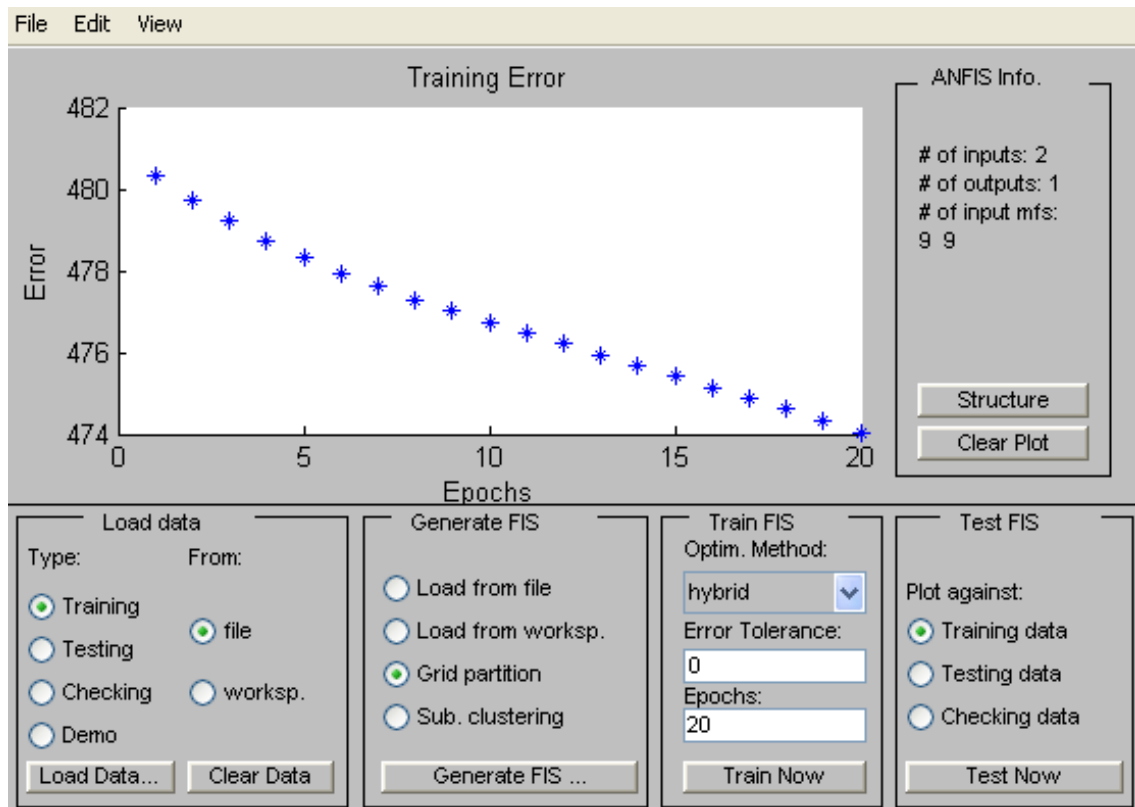 File Edit View
Training Error
482
480
478
476
474
Error
0 5 10 15 20
Epochs
ANFIS Info.
# of inputs: 2
# of outputs: 1
# of input mfs:
9 9
Structure
Clear Plot
Load data
Type: From:
Training
file
Testing
Checking
worksp.
Demo
Load Data... Clear Data
Generate FIS
Load from file
Load from worksp.
Grid partition
Sub. clustering
Generate FIS ...
Train FIS
Optim. Method:
hybrid
Error Tolerance:
0
Epochs:
20
Train Now
Test FIS
Plot against:
Training data
Testing data
Checking data
Test Now